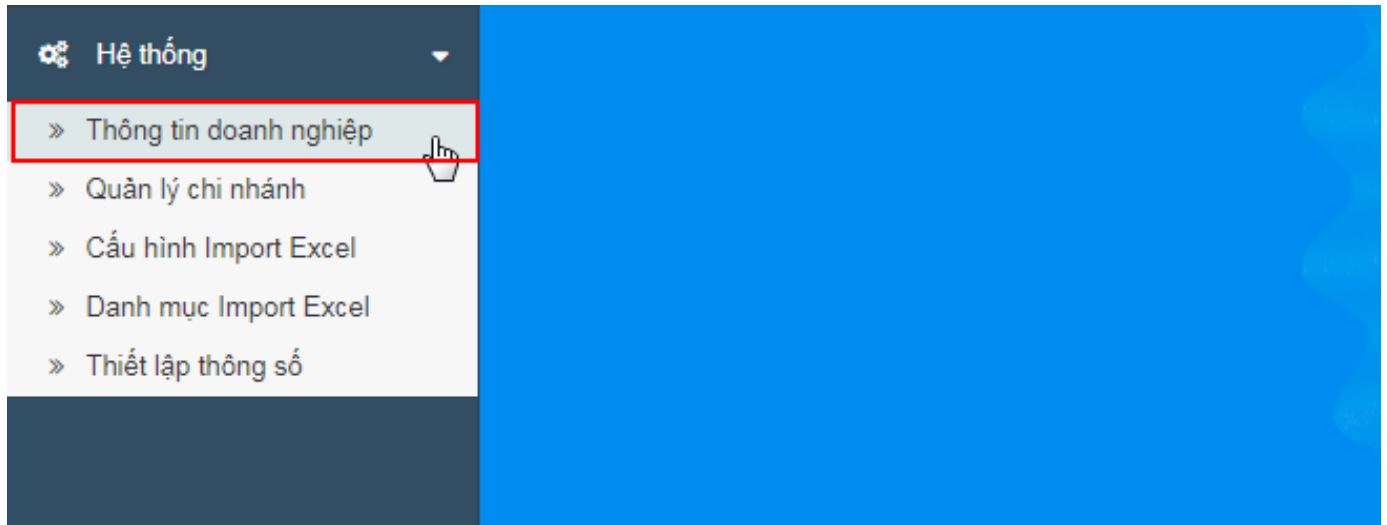 Hệ thống
» Thông tin doanh nghiệp
» Quản lý chi nhánh
» Cấu hình Import Excel
» Danh mục Import Excel
» Thiết lập thông số